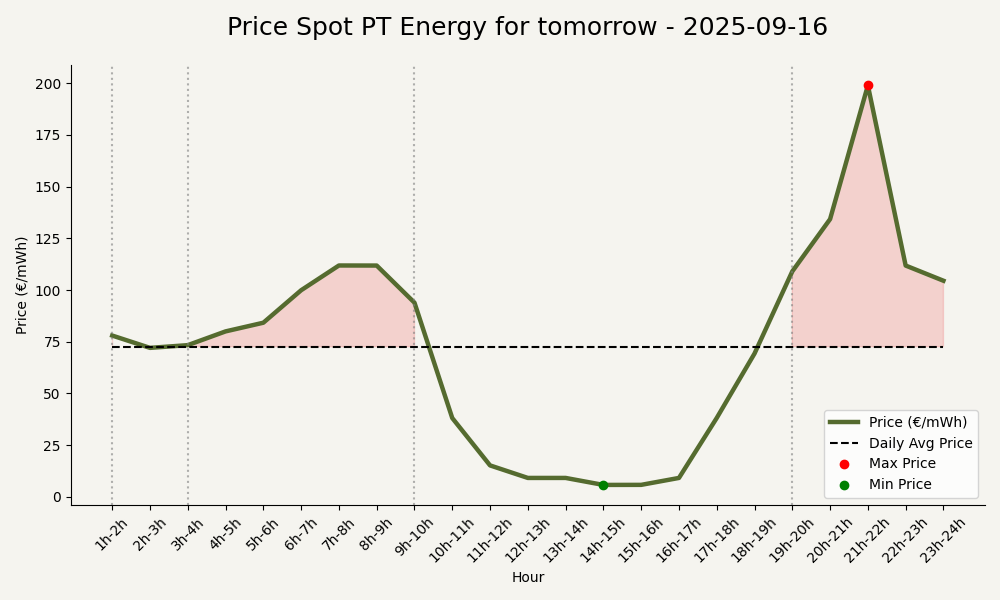 Price Spot PT Energy for tomorrow - 2025-09-16
Price (€/mWh)
200
175
150
125
100
75
50
25
0
1h-2h
2h-3h
3h-4h
4h-5h
5h-6h
6h-7h
7h-8h
8h-9h
9h-10h
10h-11h
11h-12h
12h-13h
13h-14h
14h-15h
15h-16h
16h-17h
17h-18h
18h-19h
19h-20h
20h-21h
21h-22h
22h-23h
23h-24h
Hour
Price (€/mWh)
Daily Avg Price
Max Price
Min Price